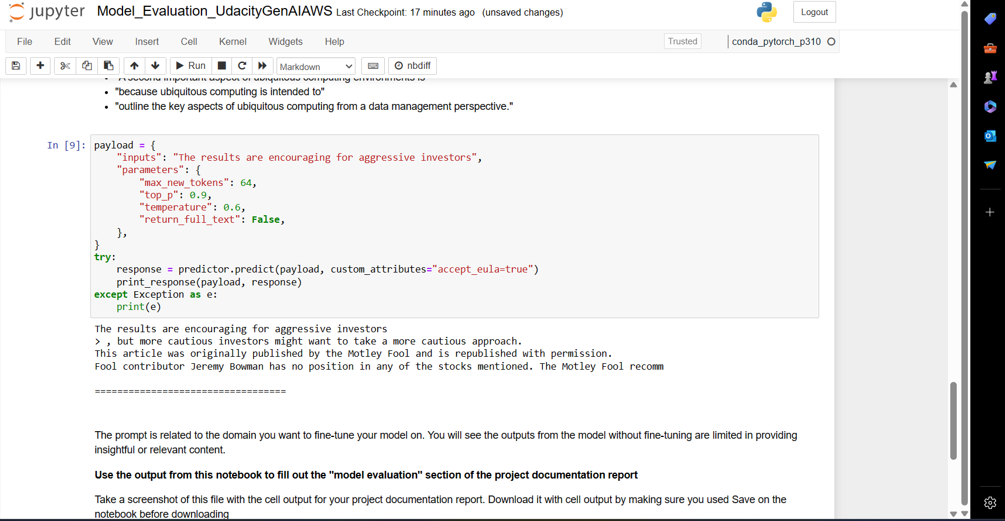 jupyter Model_Evaluation_UdacityGenAIAWS Last Checkpoint: 17 minutes ago (unsaved changes) Logout
File Edit View Insert Cell Kernel Widgets Help Trusted conda_pytorch_p310
Run Markdown nbdiff
"A second important aspect of ubiquitous computing environments is"
"because ubiquitous computing is intended to"
"outline the key aspects of ubiquitous computing from a data management perspective."
In [9]: payload = {
"inputs": "The results are encouraging for aggressive investors",
"parameters": {
"max_new_tokens": 64,
"top_p": 0.9,
"temperature": 0.6,
"return_full_text": False,
},
}
try:
response = predictor.predict(payload, custom_attributes="accept_eula=true")
print_response(payload, response)
except Exception as e:
print(e)
The results are encouraging for aggressive investors
> , but more cautious investors might want to take a more cautious approach.
This article was originally published by the Motley Fool and is republished with permission.
Fool contributor Jeremy Bowman has no position in any of the stocks mentioned. The Motley Fool recomm
==================================
The prompt is related to the domain you want to fine-tune your model on. You will see the outputs from the model without fine-tuning are limited in providing
insightful or relevant content.
Use the output from this notebook to fill out the "model evaluation" section of the project documentation report
Take a screenshot of this file with the cell output for your project documentation report. Download it with cell output by making sure you used Save on the
notebook before downloading